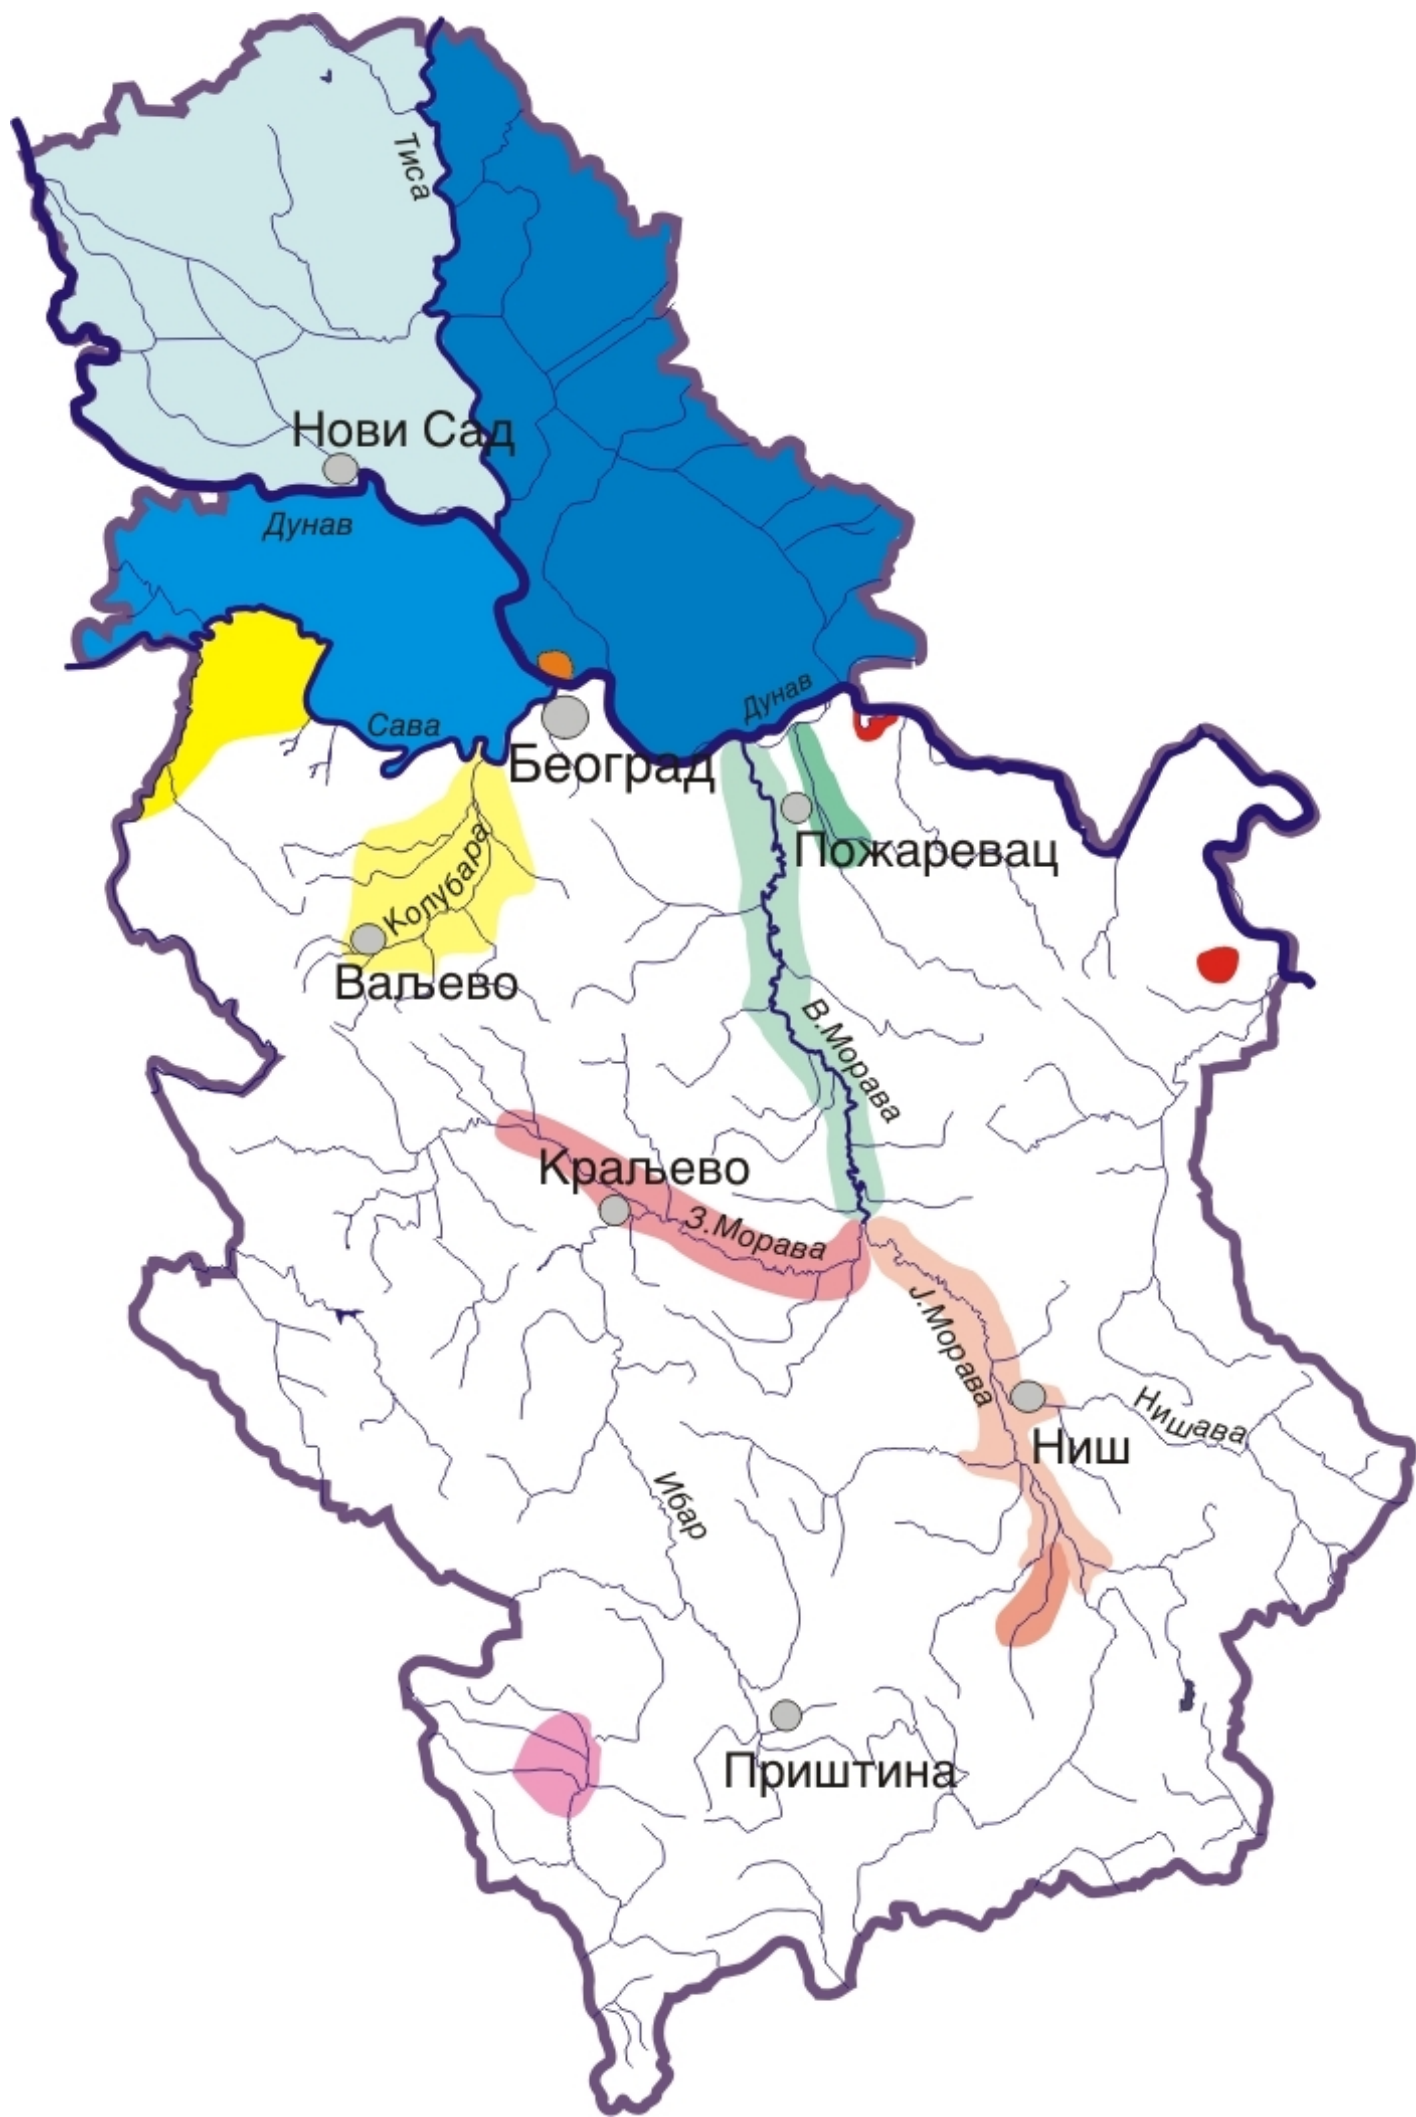 Тиса
Нови Сад
Дунав
Дунав
Сава
Београд
Пожаревац
Колубара
Ваљево
В.Морава
Краљево
З.Морава
Ј.Морава
Нишава
Ниш
Ибар
Приштина